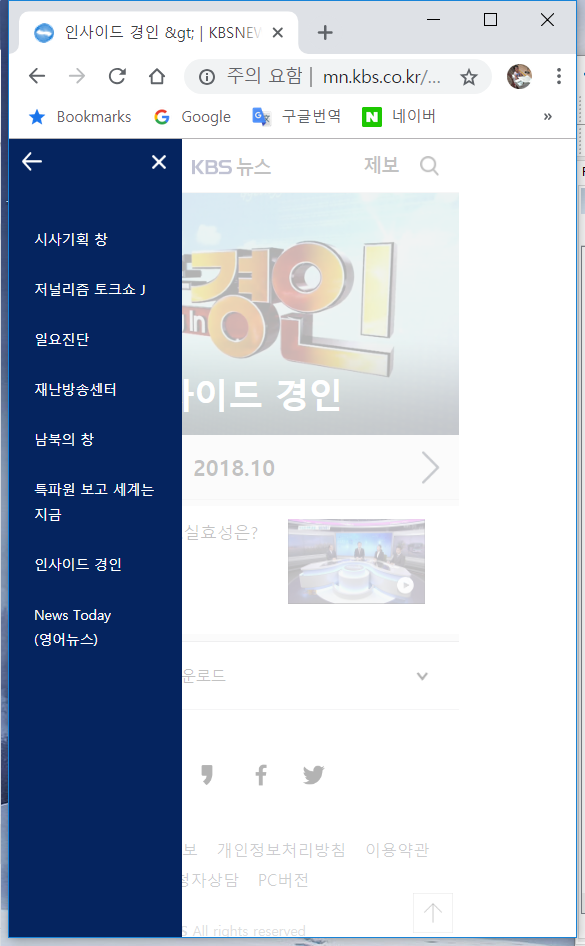 인사이드 경인 &gt; | KBSNEW
주의 요함 | mn.kbs.co.kr/...
Bookmarks Google 구글번역 네이버 »
KBS 뉴스 제보
시사기획 창
저널리즘 토크쇼 J
일요진단
재난방송센터
남북의 창
특파원 보고 세계는
지금
인사이드 경인
News Today
(영어뉴스)
경인
In
사이드 경인
2018.10
실효성은?
운로드
보 개인정보처리방침 이용약관
청자상담 PC버전
S All rights reserved